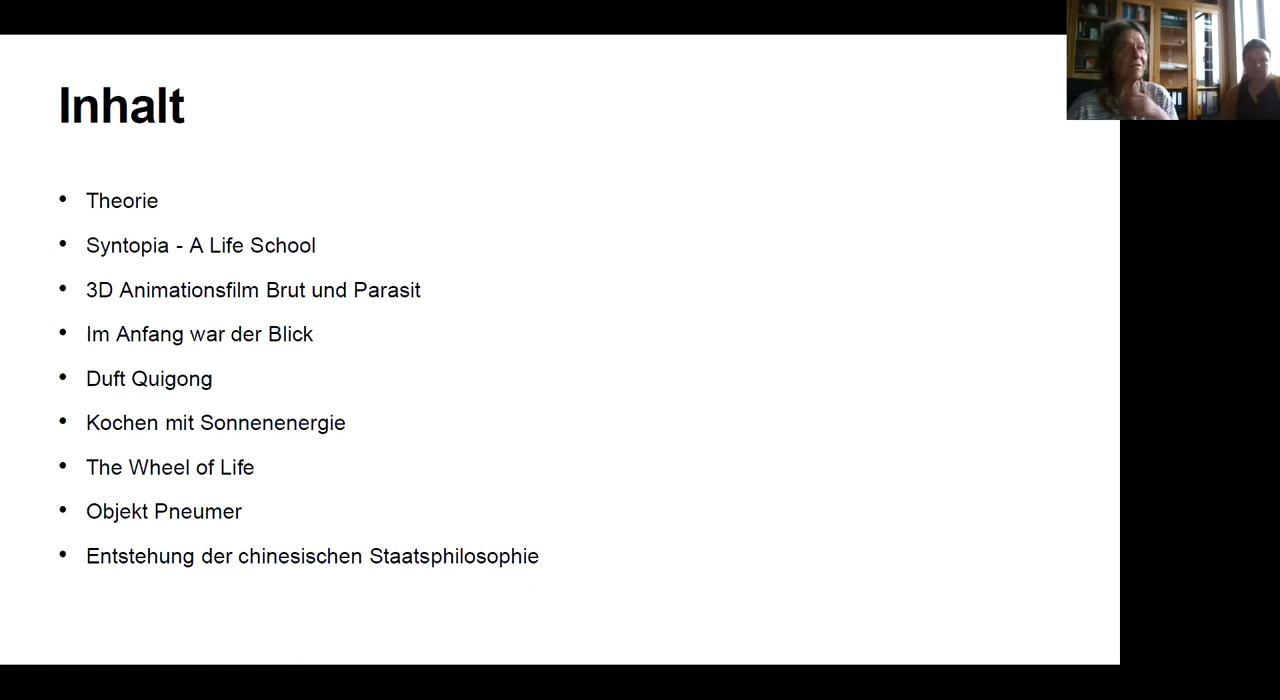 Inhalt
• Theorie
• Syntopia - A Life School
• 3D Animationsfilm Brut und Parasit
• Im Anfang war der Blick
• Duft Quigong
• Kochen mit Sonnenenergie
• The Wheel of Life
• Objekt Pneumer
• Entstehung der chinesischen Staatsphilosophie